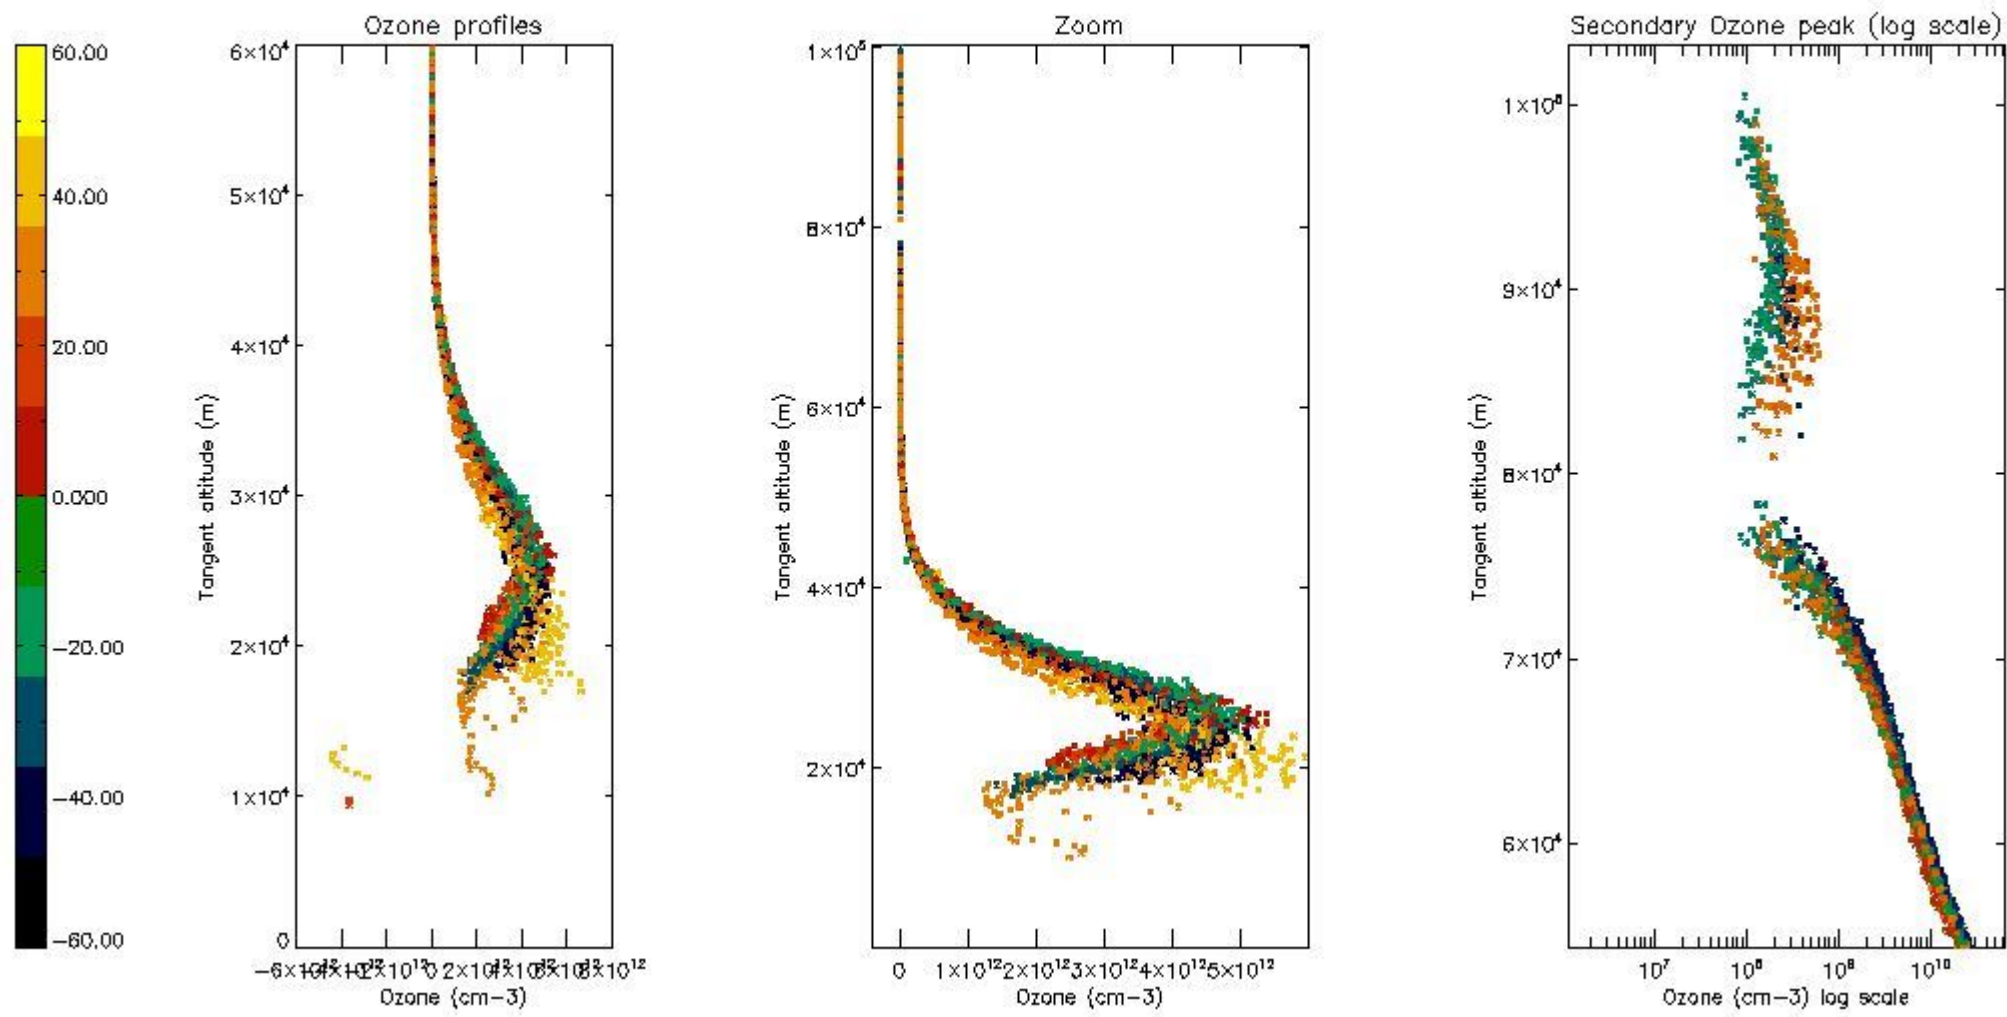 Ozone profiles
Zoom
Secondary Ozone peak (log scale)
60.00
40.00
20.00
−20.00
−40.00
−60.00
6×10⁴
5×10⁴
4×10⁴
3×10⁴
2×10⁴
1×10⁴
0
Tangent altitude (m)
0
8×10¹²
Ozone (cm−3)
1×10⁵
8×10⁴
6×10⁴
4×10⁴
2×10⁴
Tangent altitude (m)
0 1×10¹² 2×10¹² 3×10¹² 4×10¹² 5×10¹²
Ozone (cm−3)
1×10⁵
9×10⁴
8×10⁴
7×10⁴
6×10⁴
Tangent altitude (m)
10⁷ 10⁸ 10⁹ 10¹⁰
Ozone (cm−3) log scale